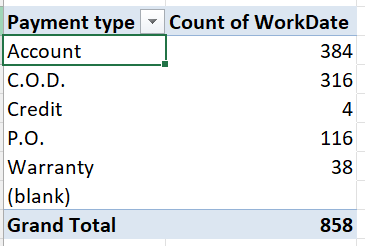 Payment type Count of WorkDate
Account 384
C.O.D. 316
Credit 4
P.O. 116
Warranty 38
(blank)
Grand Total 858